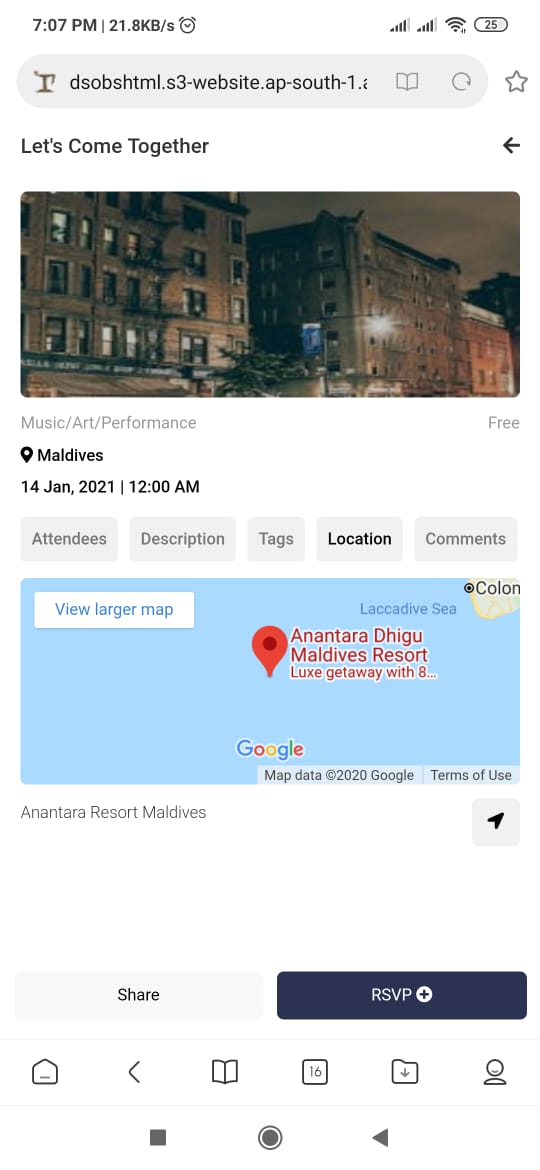 7:07 PM | 21.8KB/s
25
dsobshtml.s3-website.ap-south-1.a
Let's Come Together
Music/Art/Performance Free
Maldives
14 Jan, 2021 | 12:00 AM
Attendees Description Tags Location Comments
View larger map
Colon
Laccadive Sea
Anantara Dhigu
Maldives Resort
Luxe getaway with 8...
Google
Map data ©2020 Google Terms of Use
Anantara Resort Maldives
Share RSVP
16